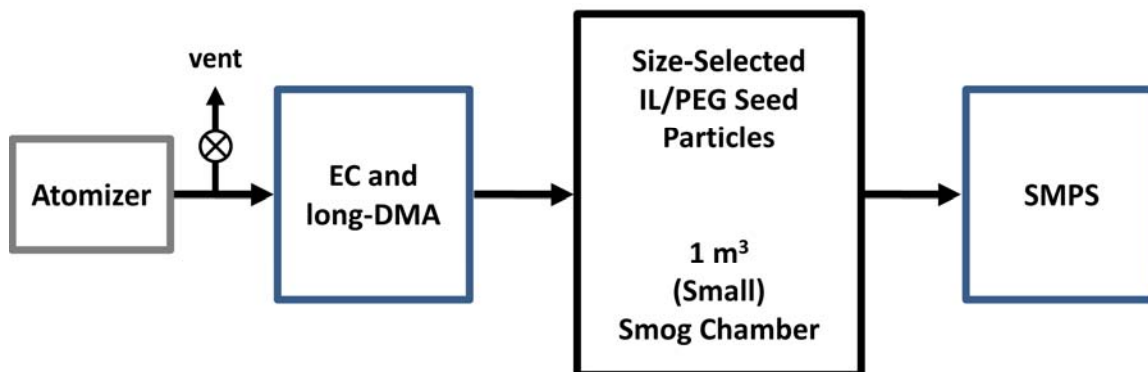 vent
Atomizer
EC and
long-DMA
Size-Selected
IL/PEG Seed
Particles
1 m³
(Small)
Smog Chamber
SMPS